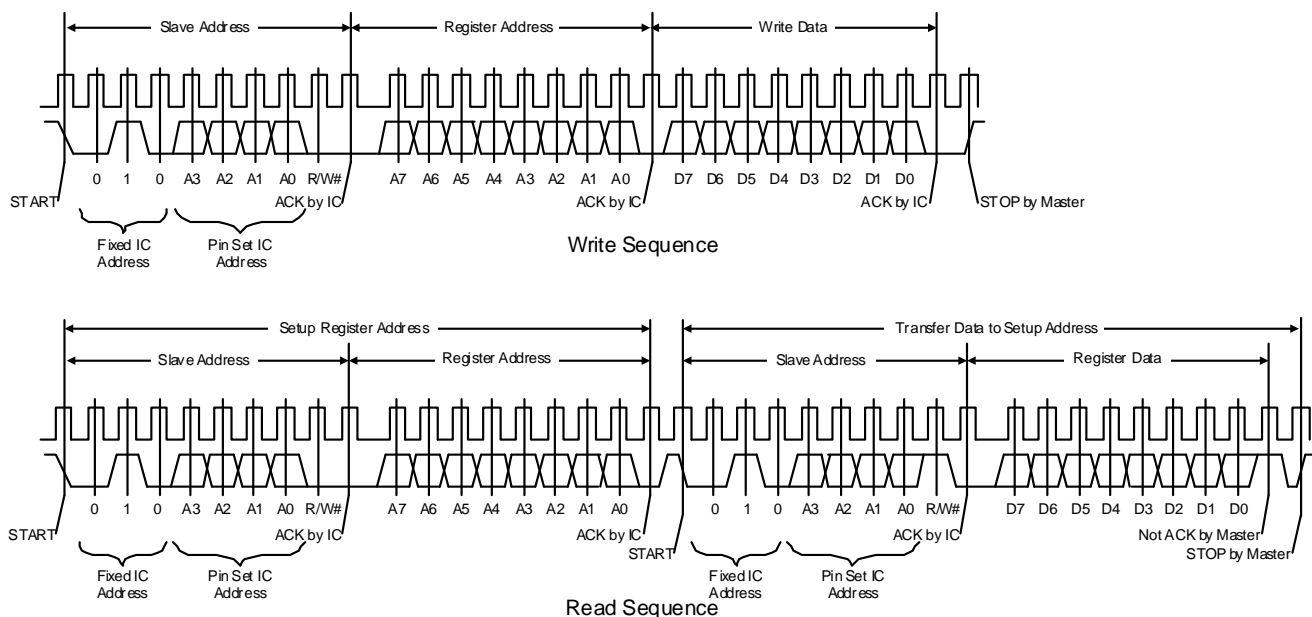 Slave Address Register Address Write Data
0 1 0 A3 A2 A1 A0 R/W# A7 A6 A5 A4 A3 A2 A1 A0 D7 D6 D5 D4 D3 D2 D1 D0
START ACK by IC ACK by IC ACK by IC STOP by Master
Fixed IC Pin Set IC
Address Address
Write Sequence
Setup Register Address Transfer Data to Setup Address
Slave Address Register Address Slave Address Register Data
0 1 0 A3 A2 A1 A0 R/W# A7 A6 A5 A4 A3 A2 A1 A0 0 1 0 A3 A2 A1 A0 R/W# D7 D6 D5 D4 D3 D2 D1 D0
START ACK by IC ACK by IC ACK by IC Not ACK by Master
START STOP by Master
Fixed IC Pin Set IC Fixed IC Pin Set IC
Address Address Address Address
Read Sequence